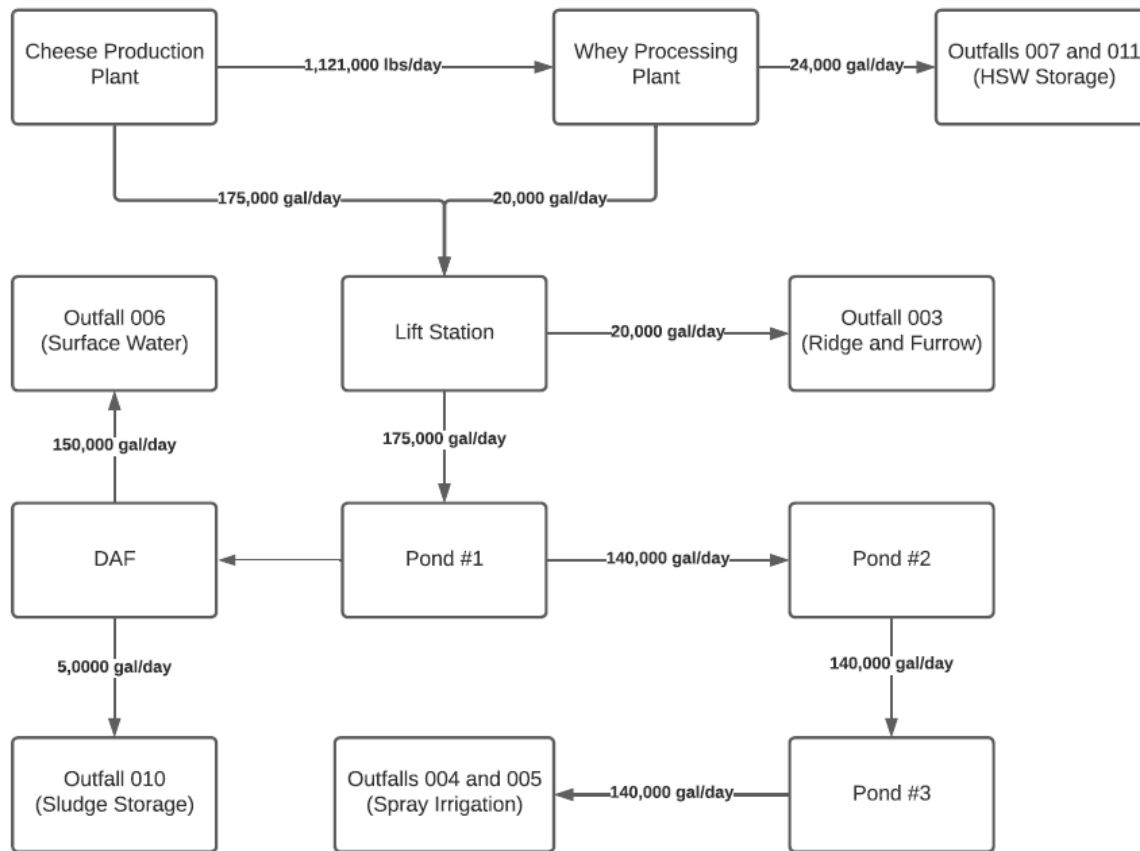 Cheese Production
Plant
1,121,000 lbs/day
Whey Processing
Plant
24,000 gal/day
Outfalls 007 and 011
(HSW Storage)
175,000 gal/day
20,000 gal/day
Outfall 006
(Surface Water)
Lift Station
20,000 gal/day
Outfall 003
(Ridge and Furrow)
150,000 gal/day
175,000 gal/day
DAF
Pond #1
140,000 gal/day
Pond #2
5,0000 gal/day
140,000 gal/day
Outfall 010
(Sludge Storage)
Outfalls 004 and 005
(Spray Irrigation)
140,000 gal/day
Pond #3